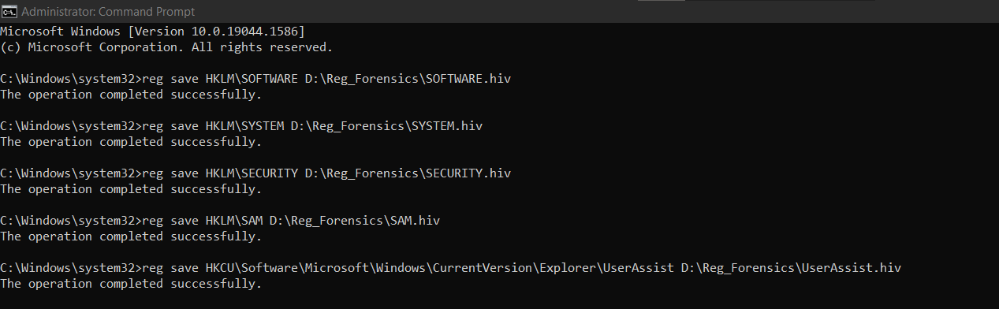 Administrator: Command Prompt
Microsoft Windows [Version 10.0.19044.1586]
(c) Microsoft Corporation. All rights reserved.
C:\Windows\system32>reg save HKLM\SOFTWARE D:\Reg_Forensics\SOFTWARE.hiv
The operation completed successfully.
C:\Windows\system32>reg save HKLM\SYSTEM D:\Reg_Forensics\SYSTEM.hiv
The operation completed successfully.
C:\Windows\system32>reg save HKLM\SECURITY D:\Reg_Forensics\SECURITY.hiv
The operation completed successfully.
C:\Windows\system32>reg save HKLM\SAM D:\Reg_Forensics\SAM.hiv
The operation completed successfully.
C:\Windows\system32>reg save HKCU\Software\Microsoft\Windows\CurrentVersion\Explorer\UserAssist D:\Reg_Forensics\UserAssist.hiv
The operation completed successfully.